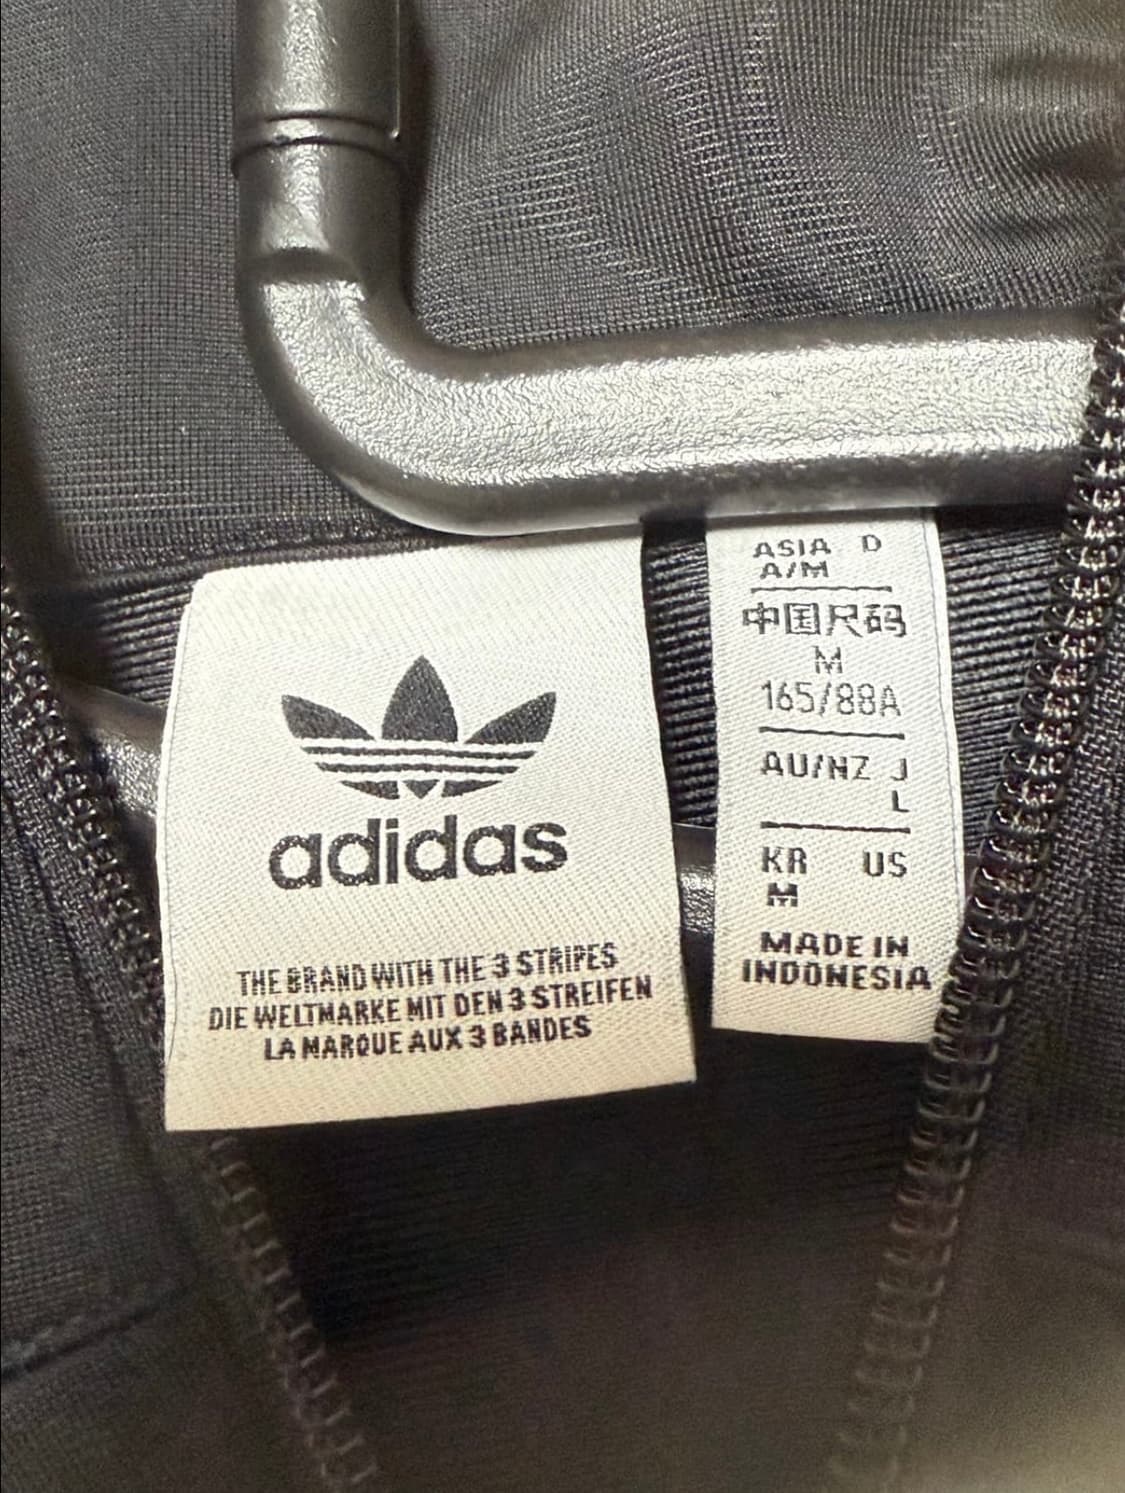 adidas
THE BRAND WITH THE 3 STRIPES
DIE WELTMARKE MIT DEN 3 STREIFEN
LA MARQUE AUX 3 BANDES
ASIA D
A/M
中国尺码
M
165/88A
AU/NZ J
L
KR US
M
MADE IN
INDONESIA